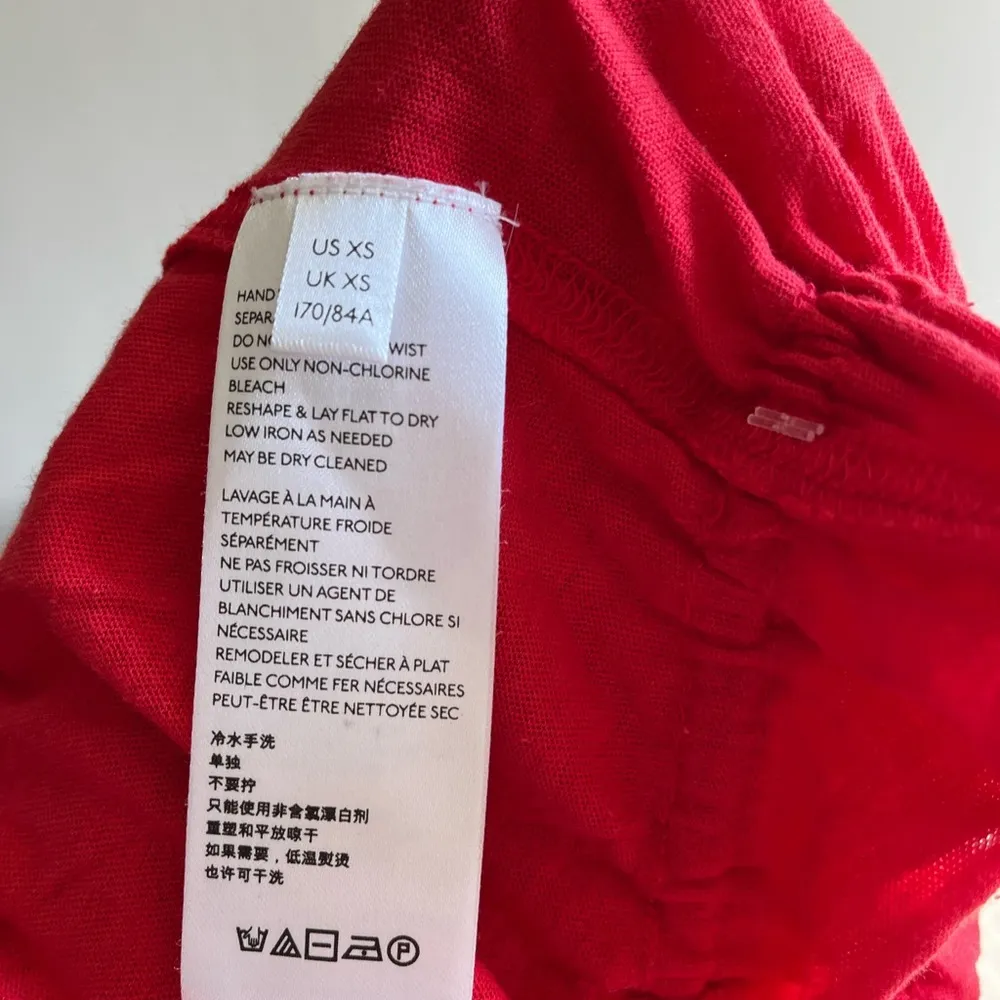 US XS
UK XS
170/84A
HAND
SEPAR
DO NO WIST
USE ONLY NON-CHLORINE
BLEACH
RESHAPE & LAY FLAT TO DRY
LOW IRON AS NEEDED
MAY BE DRY CLEANED
LAVAGE À LA MAIN À
TEMPÉRATURE FROIDE
SÉPARÉMENT
NE PAS FROISSER NI TORDRE
UTILISER UN AGENT DE
BLANCHIMENT SANS CHLORE SI
NÉCESSAIRE
REMODELER ET SÉCHER À PLAT
FAIBLE COMME FER NÉCESSAIRES
PEUT-ÊTRE ÊTRE NETTOYÉE SEC
冷水手洗
单独
不要拧
只能使用非含氯漂白剂
重塑和平放晾干
如果需要，低温熨烫
也许可干洗
P